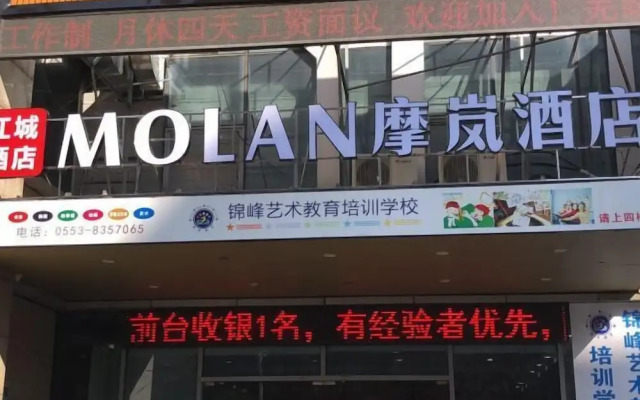 工作制 月休四天 工资面议 欢迎加入！
江城
酒店
MOLAN摩岚酒店
电话：0553-8357065
锦峰艺术教育培训学校
请上四楼
前台收银1名，有经验者优先，
锦峰艺术
培训学